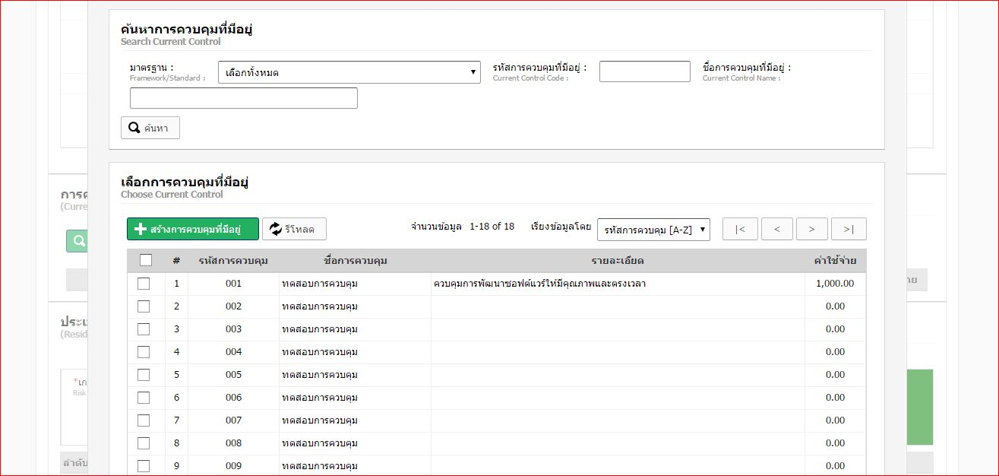 ค้นหาการควบคุมที่มีอยู่
Search Current Control
มาตรฐาน :
Framework/Standard :
เลือกทั้งหมด
รหัสการควบคุมที่มีอยู่ :
Current Control Code :
ชื่อการควบคุมที่มีอยู่ :
Current Control Name :
ค้นหา
เลือกการควบคุมที่มีอยู่
Choose Current Control
สร้างการควบคุมที่มีอยู่ รีโหลด จำนวนข้อมูล 1-18 of 18 เรียงข้อมูลโดย รหัสการควบคุม [A-Z] |< < > >|
# รหัสการควบคุม ชื่อการควบคุม รายละเอียด ค่าใช้จ่าย
1 001 ทดสอบการควบคุม ควบคุมการพัฒนาซอฟต์แวร์ให้มีคุณภาพและตรงเวลา 1,000.00
2 002 ทดสอบการควบคุม 0.00
3 003 ทดสอบการควบคุม 0.00
4 004 ทดสอบการควบคุม 0.00
5 005 ทดสอบการควบคุม 0.00
6 006 ทดสอบการควบคุม 0.00
7 007 ทดสอบการควบคุม 0.00
8 008 ทดสอบการควบคุม 0.00
9 009 ทดสอบการควบคุม 0.00
*เก
Risk
ลำดับ